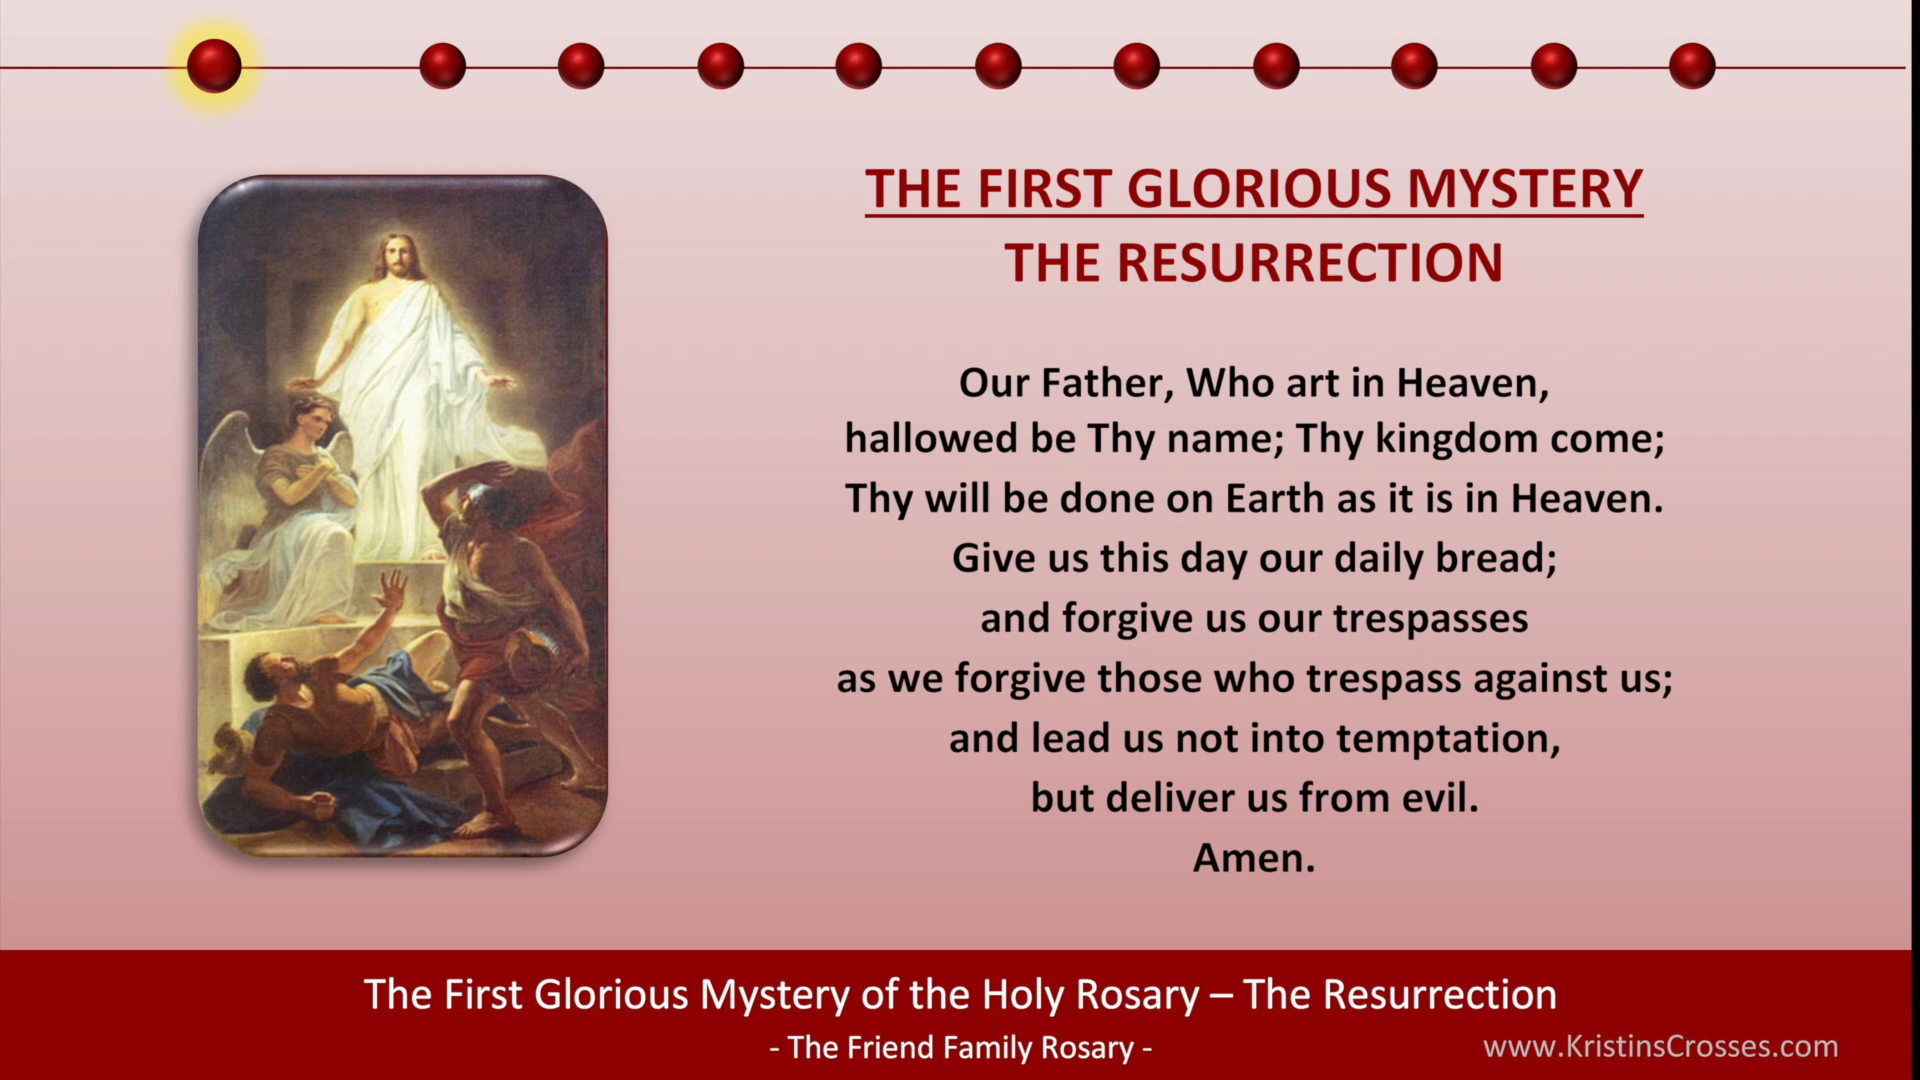 THE FIRST GLORIOUS MYSTERY
THE RESURRECTION
Our Father, Who art in Heaven,
hallowed be Thy name; Thy kingdom come;
Thy will be done on Earth as it is in Heaven.
Give us this day our daily bread;
and forgive us our trespasses
as we forgive those who trespass against us;
and lead us not into temptation,
but deliver us from evil.
Amen.
The First Glorious Mystery of the Holy Rosary – The Resurrection
- The Friend Family Rosary -
www.KristinsCrosses.com